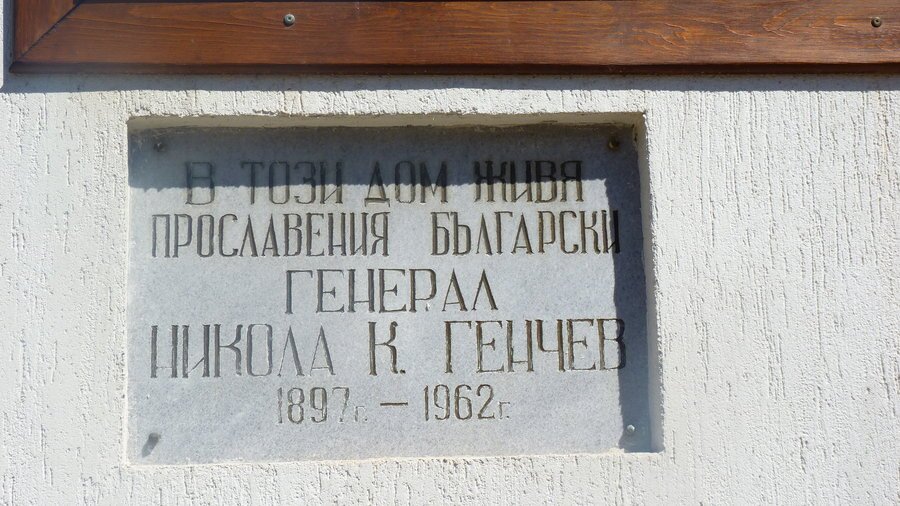 В ТОЗИ ДОМ ЖИВЯ
ПРОСЛАВЕНИЯ БЪЛГАРСКИ
ГЕНЕРАЛ
НИКОЛА К. ГЕНЧЕВ
1897г. – 1962г.